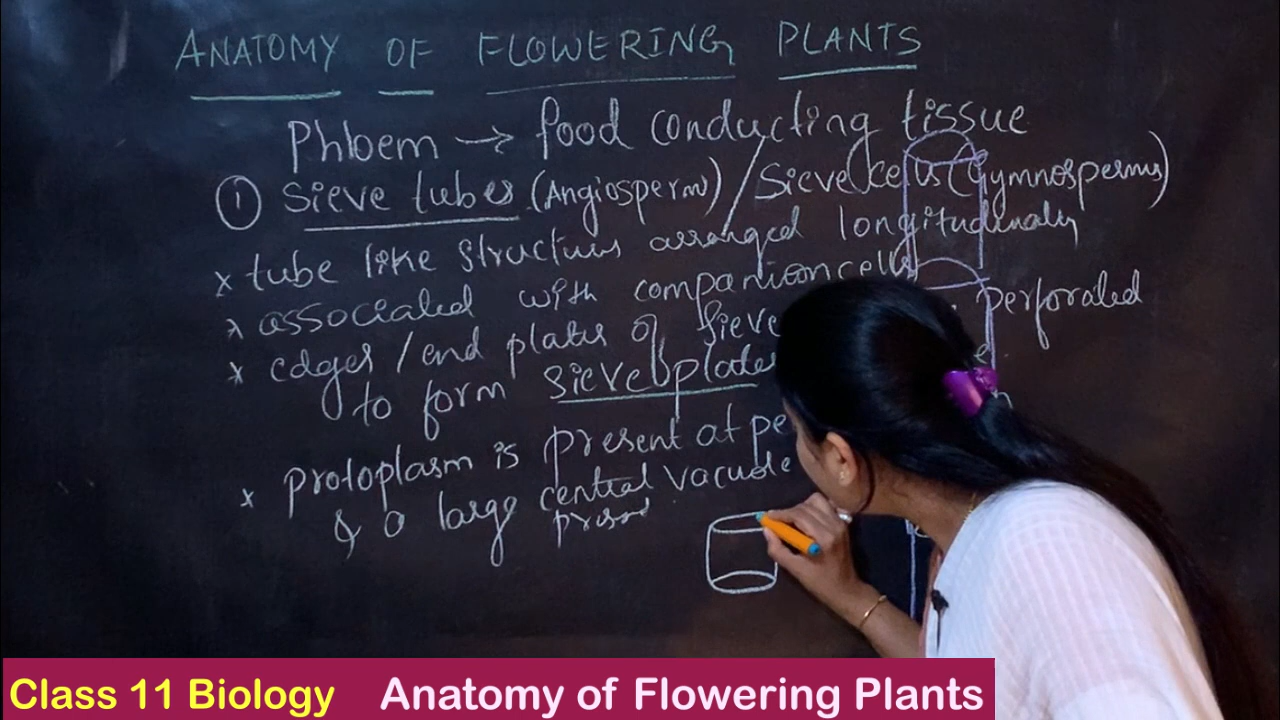 ANATOMY OF FLOWERING PLANTS
Phloem → food conducting tissue
① Sieve tubes (Angiosperms) / Sieve cells (Gymnosperms)
x tube like structures arranged longitudinally
x associated with companion cells
x edges / end plates of sieve perforated
to form sieve plates
x protoplasm is present at
& a large central vacuole
present
Class 11 Biology Anatomy of Flowering Plants